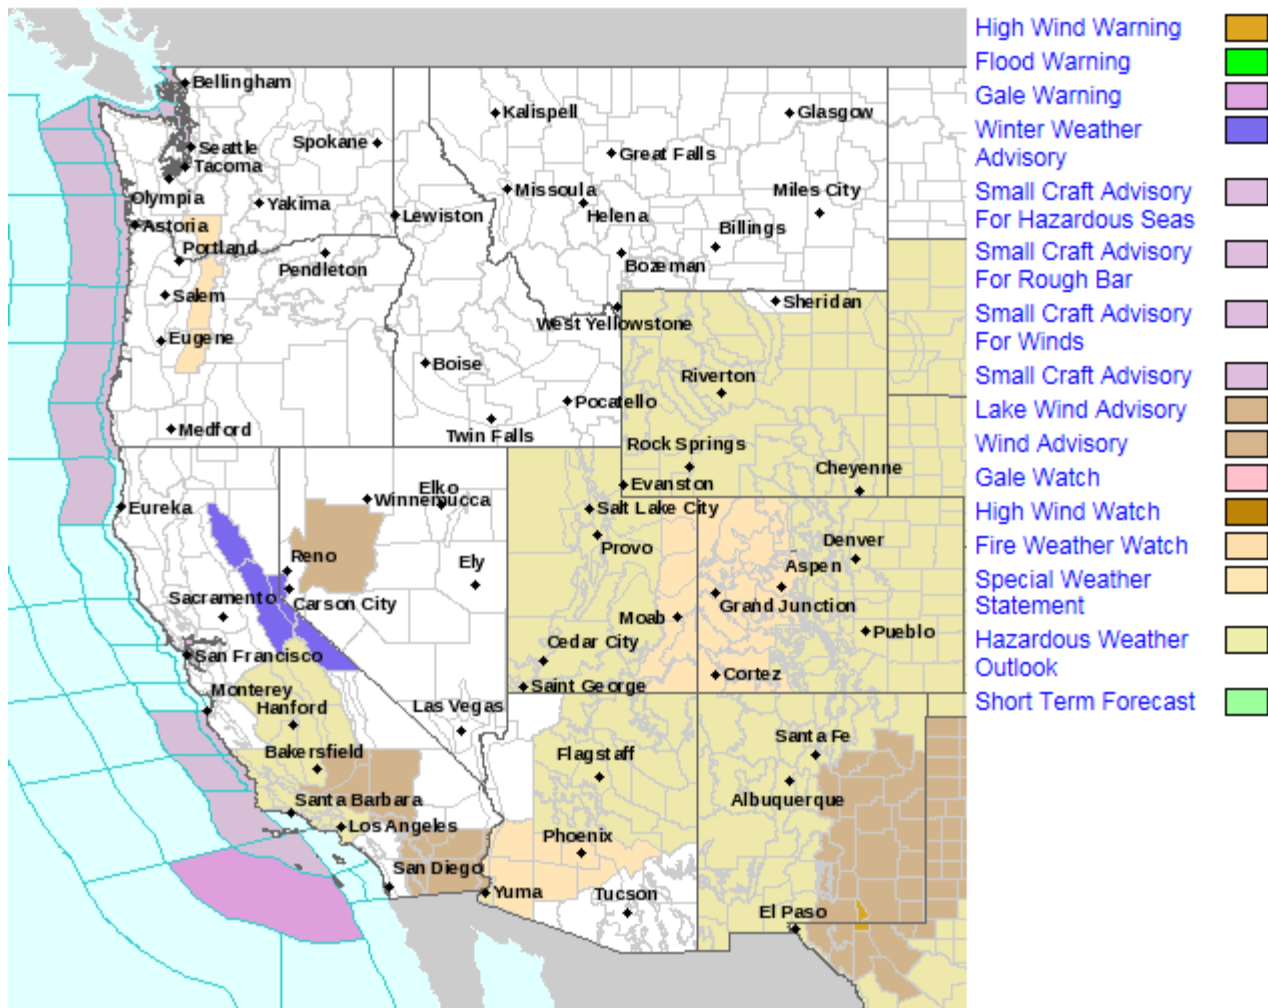 High Wind Warning
Flood Warning
Gale Warning
Winter Weather
Advisory
Small Craft Advisory
For Hazardous Seas
Small Craft Advisory
For Rough Bar
Small Craft Advisory
For Winds
Small Craft Advisory
Lake Wind Advisory
Wind Advisory
Gale Watch
High Wind Watch
Fire Weather Watch
Special Weather
Statement
Hazardous Weather
Outlook
Short Term Forecast
Bellingham
Kalispell
Glasgow
Seattle
Spokane
Great Falls
Tacoma
Olympia
Yakima
Missoula
Miles City
Lewiston
Helena
Astoria
Billings
Portland
Pendleton
Bozeman
Salem
Sheridan
West Yellowstone
Eugene
Boise
Riverton
Pocatello
Medford
Twin Falls
Rock Springs
Cheyenne
Evanston
Elko
Winnemucca
Eureka
Salt Lake City
Provo
Denver
Reno
Ely
Aspen
Sacramento
Carson City
Grand Junction
Moab
Pueblo
Cedar City
San Francisco
Cortez
Saint George
Monterey
Hanford
Las Vegas
Santa Fe
Bakersfield
Flagstaff
Albuquerque
Santa Barbara
Los Angeles
Phoenix
San Diego
Yuma
Tucson
El Paso